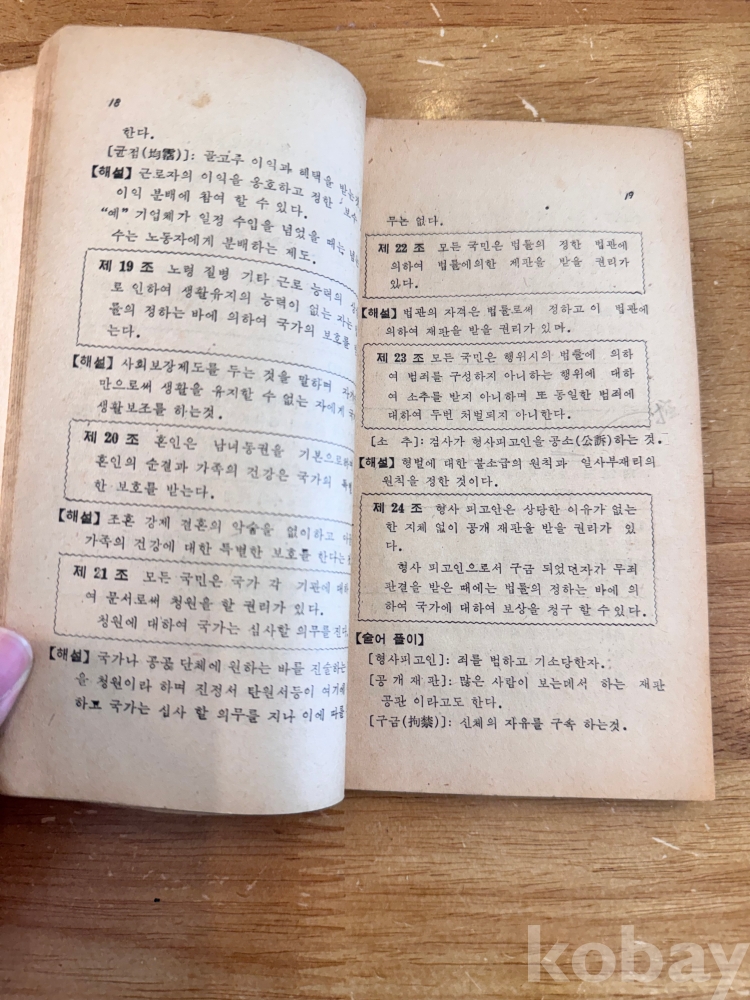 18
한다.
[균점(均霑)]: 골고루 이익과 혜택을 받는것
【해설】 근로자의 이익을 옹호하고 정한 보수
이익 분배에 참여 할 수 있다.
“예” 기업체가 일정 수입을 넘었을 때는 넘는
수는 노동자에게 분배하는 제도.
제 19 조 노령 질병 기타 근로 능력의
로 인하여 생활유지의 능력이 없는 자는
률의 정하는 바에 의하여 국가의 보호를
는다.
【해설】 사회보장제도를 두는 것을 말하며
만으로써 생활을 유지할 수 없는 자에게
생활보조를 하는것.
제 20 조 혼인은 남녀동권을 기본으로
혼인의 순결과 가족의 건강은 국가의
한 보호를 받는다.
【해설】 조혼 강제 결혼의 악습을 없이하고
가족의 건강에 대한 특별한 보호를 한다는
제 21 조 모든 국민은 국가 각 기관에 대하
여 문서로써 청원을 할 권리가 있다.
청원에 대하여 국가는 심사할 의무를 진다.
【해설】 국가나 공공 단체에 원하는 바를 진술하는
을 청원이라 하며 진정서 탄원서등이 여기에
하고 국가는 심사 할 의무를 지나 이에 다를
19
무는 없다.
제 22 조 모든 국민은 법률의 정한 법관에
의하여 법률에의한 재판을 받을 권리가
있다.
【해설】 법관의 자격은 법률로써 정하고 이 법관에
의하여 재판을 받을 권리가 있다.
제 23 조 모든 국민은 행위시의 법률에 의하
여 범죄를 구성하지 아니하는 행위에 대하
여 소추를 받지 아니하며 또 동일한 범죄에
대하여 두번 처벌되지 아니한다.
[소 추]: 검사가 형사피고인을 공소(公訴)하는 것.
【해설】 형벌에 대한 불소급의 원칙과 일사부재리의
원칙을 정한 것이다.
제 24 조 형사 피고인은 상당한 이유가 없는
한 지체 없이 공개 재판을 받을 권리가 있
다.
형사 피고인으로서 구금 되었던자가 무죄
판결을 받은 때에는 법률의 정하는 바에 의
하여 국가에 대하여 보상을 청구 할 수 있다.
【술어 풀이】
[형사피고인]: 죄를 범하고 기소당한자.
[공 개 재 판]: 많은 사람이 보는데서 하는 재판
공판 이라고도 한다.
[구금(拘禁)]: 신체의 자유를 구속 하는것.
kobay